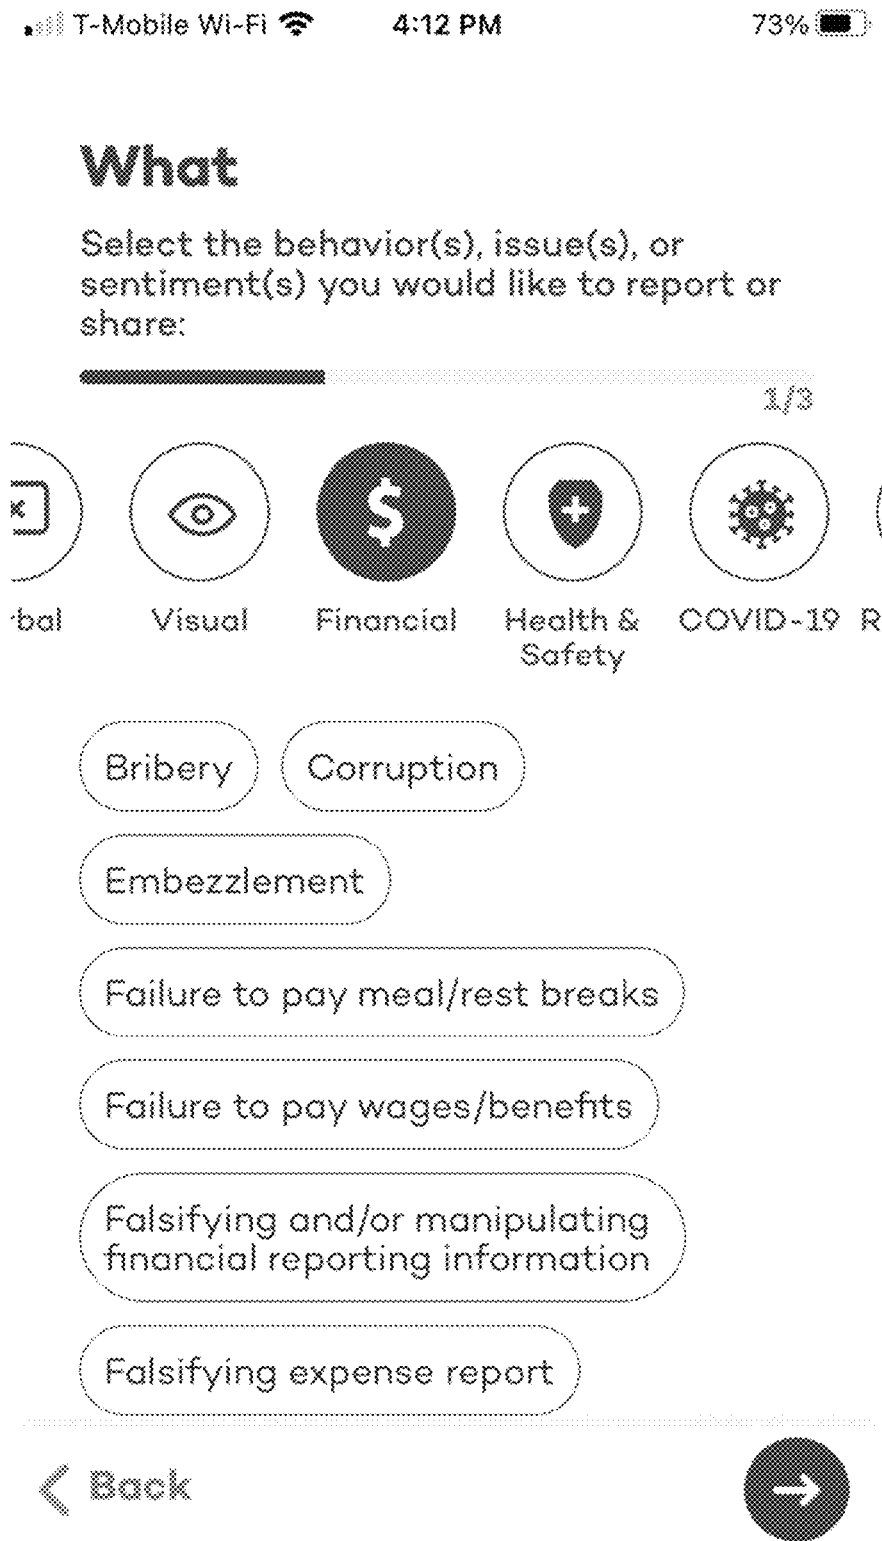 T-Mobile Wi-Fi 4:12 PM 73%
What
Select the behavior(s), issue(s), or
sentiment(s) you would like to report or
share:
1/3
rbal Visual Financial Health & COVID-19 R
Safety
Bribery Corruption
Embezzlement
Failure to pay meal/rest breaks
Failure to pay wages/benefits
Falsifying and/or manipulating
financial reporting information
Falsifying expense report
Back